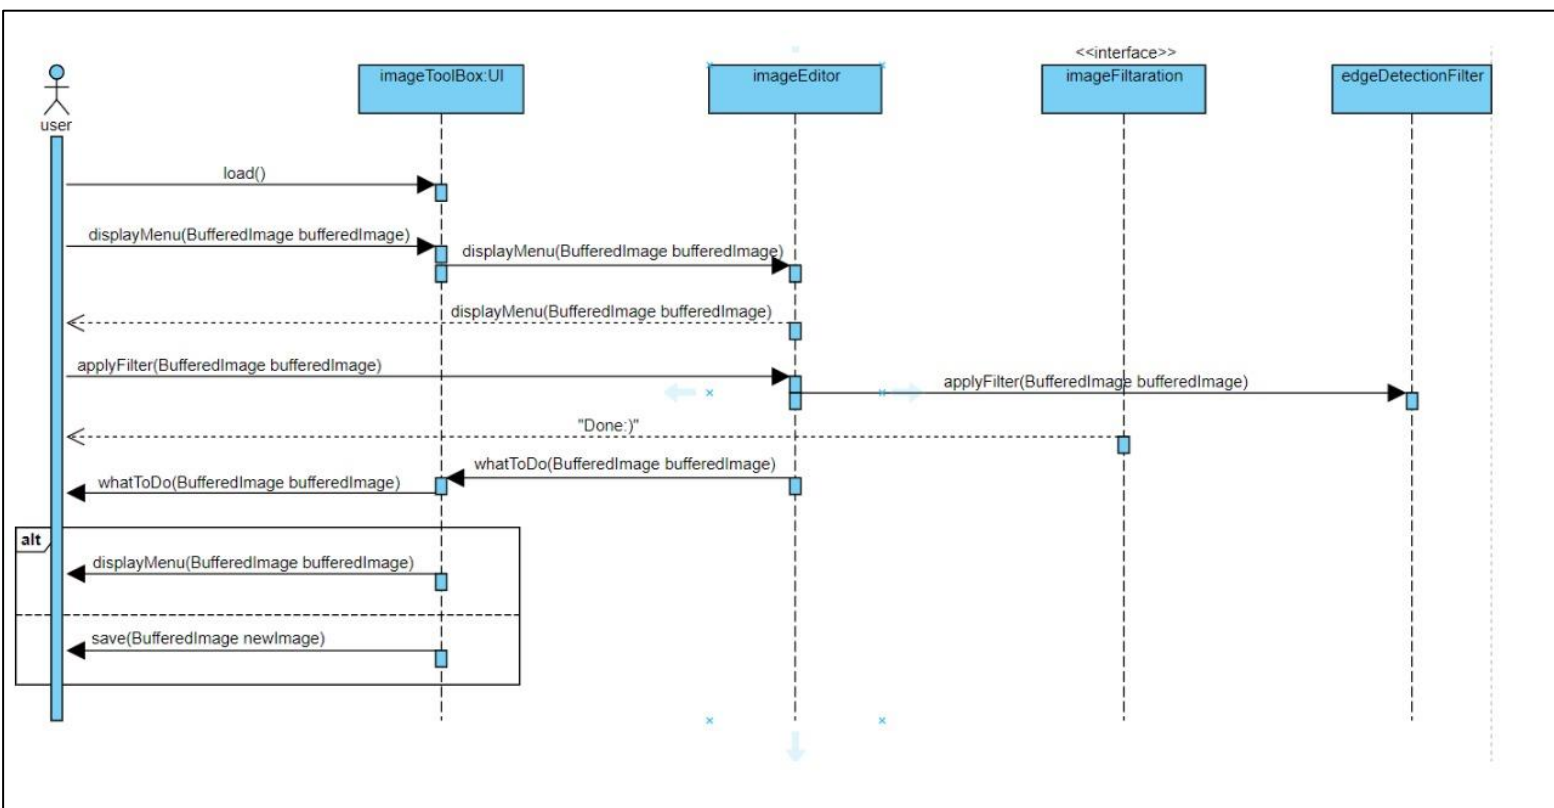 <<interface>>
imageToolBox:UI
imageEditor
imageFiltaration
edgeDetectionFilter
user
load()
displayMenu(BufferedImage bufferedImage)
displayMenu(BufferedImage bufferedImage)
displayMenu(BufferedImage bufferedImage)
applyFilter(BufferedImage bufferedImage)
applyFilter(BufferedImage bufferedImage)
"Done:)"
whatToDo(BufferedImage bufferedImage)
whatToDo(BufferedImage bufferedImage)
alt
displayMenu(BufferedImage bufferedImage)
save(BufferedImage newImage)